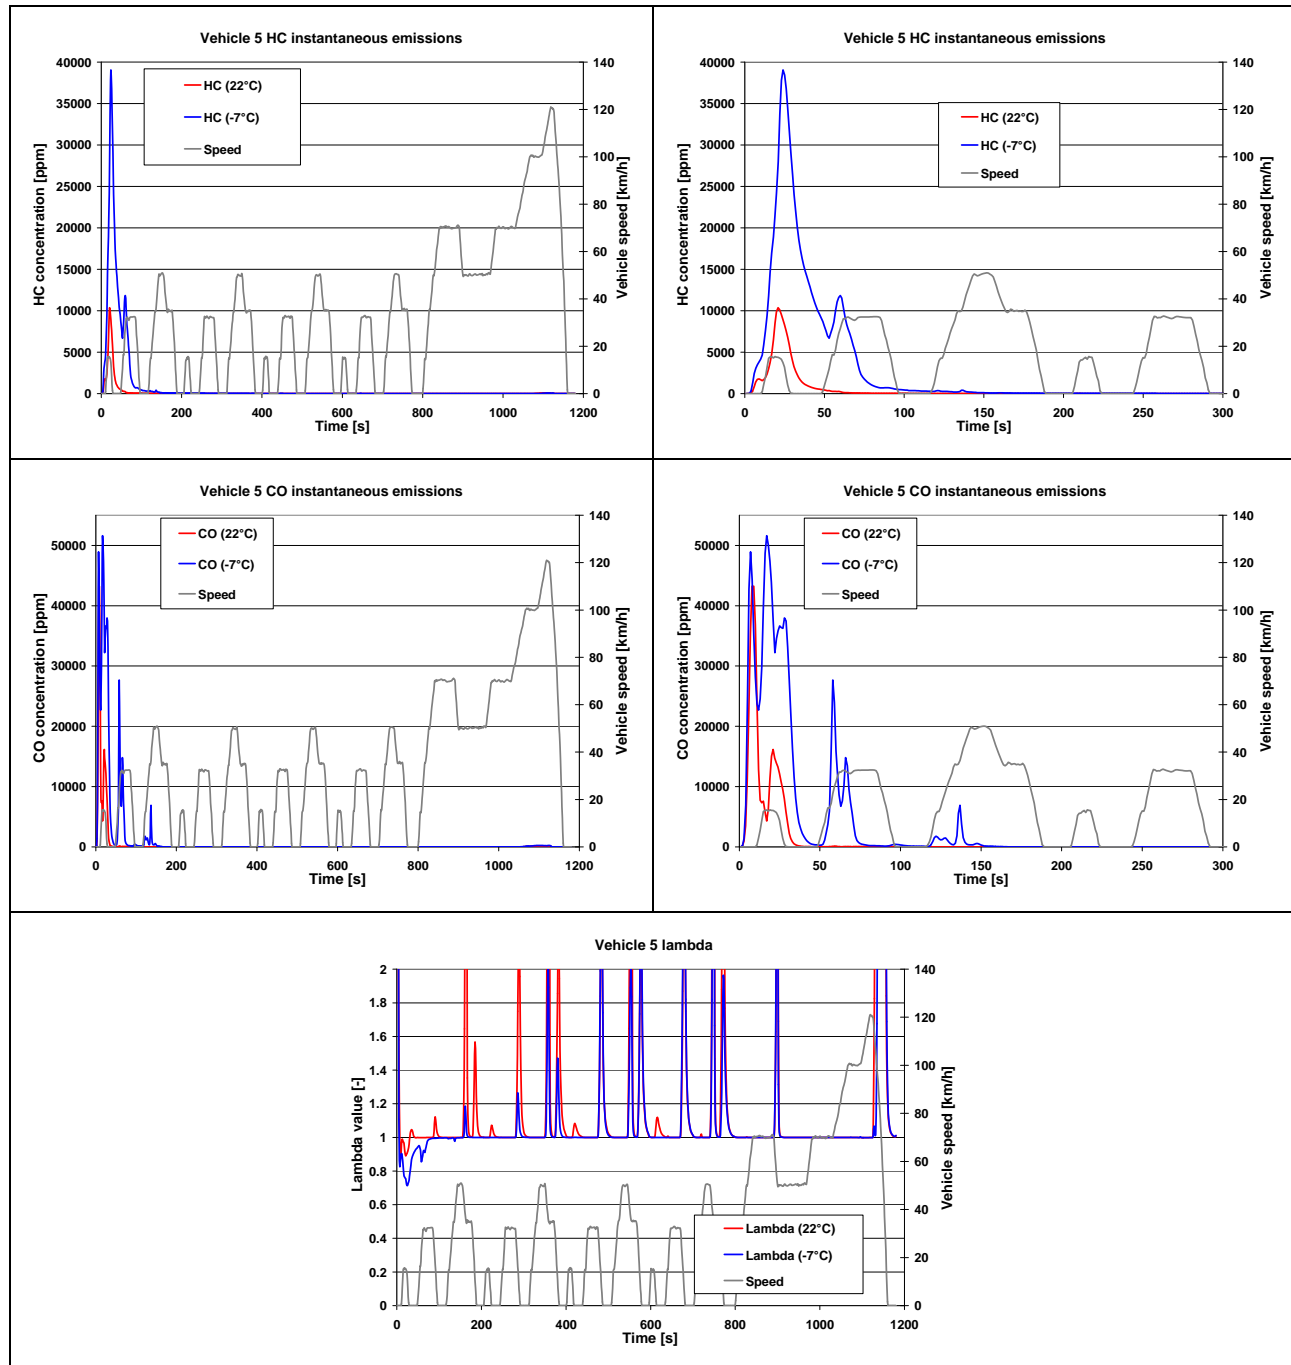 Vehicle 5 HC instantaneous emissions
HC concentration [ppm]
40000
35000
30000
25000
20000
15000
10000
5000
0
HC (22°C)
HC (-7°C)
Speed
140
120
100
80
60
40
20
0
Vehicle speed [km/h]
0 200 400 600 800 1000 1200
Time [s]
Vehicle 5 HC instantaneous emissions
HC concentration [ppm]
40000
35000
30000
25000
20000
15000
10000
5000
0
HC (22°C)
HC (-7°C)
Speed
140
120
100
80
60
40
20
0
Vehicle speed [km/h]
0 50 100 150 200 250 300
Time [s]
Vehicle 5 CO instantaneous emissions
CO concentration [ppm]
50000
40000
30000
20000
10000
0
CO (22°C)
CO (-7°C)
Speed
140
120
100
80
60
40
20
0
Vehicle speed [km/h]
0 200 400 600 800 1000 1200
Time [s]
Vehicle 5 CO instantaneous emissions
CO concentration [ppm]
50000
40000
30000
20000
10000
0
CO (22°C)
CO (-7°C)
Speed
140
120
100
80
60
40
20
0
Vehicle speed [km/h]
0 50 100 150 200 250 300
Time [s]
Vehicle 5 lambda
Lambda value [-]
2
1.8
1.6
1.4
1.2
1
0.8
0.6
0.4
0.2
0
Lambda (22°C)
Lambda (-7°C)
Speed
140
120
100
80
60
40
20
0
Vehicle speed [km/h]
0 200 400 600 800 1000 1200
Time [s]